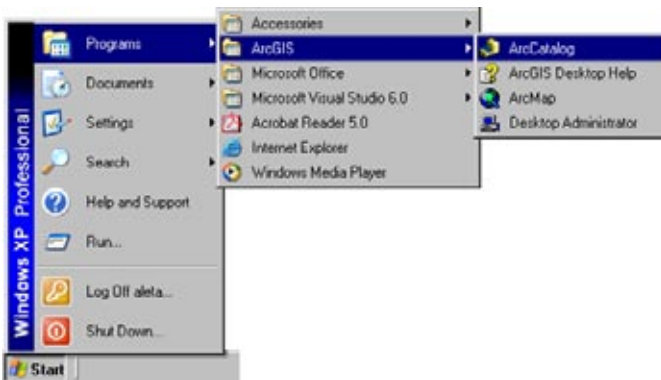 Windows XP Professional
Programs
Documents
Settings
Search
Help and Support
Run...
Log Off aleta...
Shut Down...
Start
Accessories
ArcGIS
Microsoft Office
Microsoft Visual Studio 6.0
Acrobat Reader 5.0
Internet Explorer
Windows Media Player
ArcCatalog
ArcGIS Desktop Help
ArcMap
Desktop Administrator